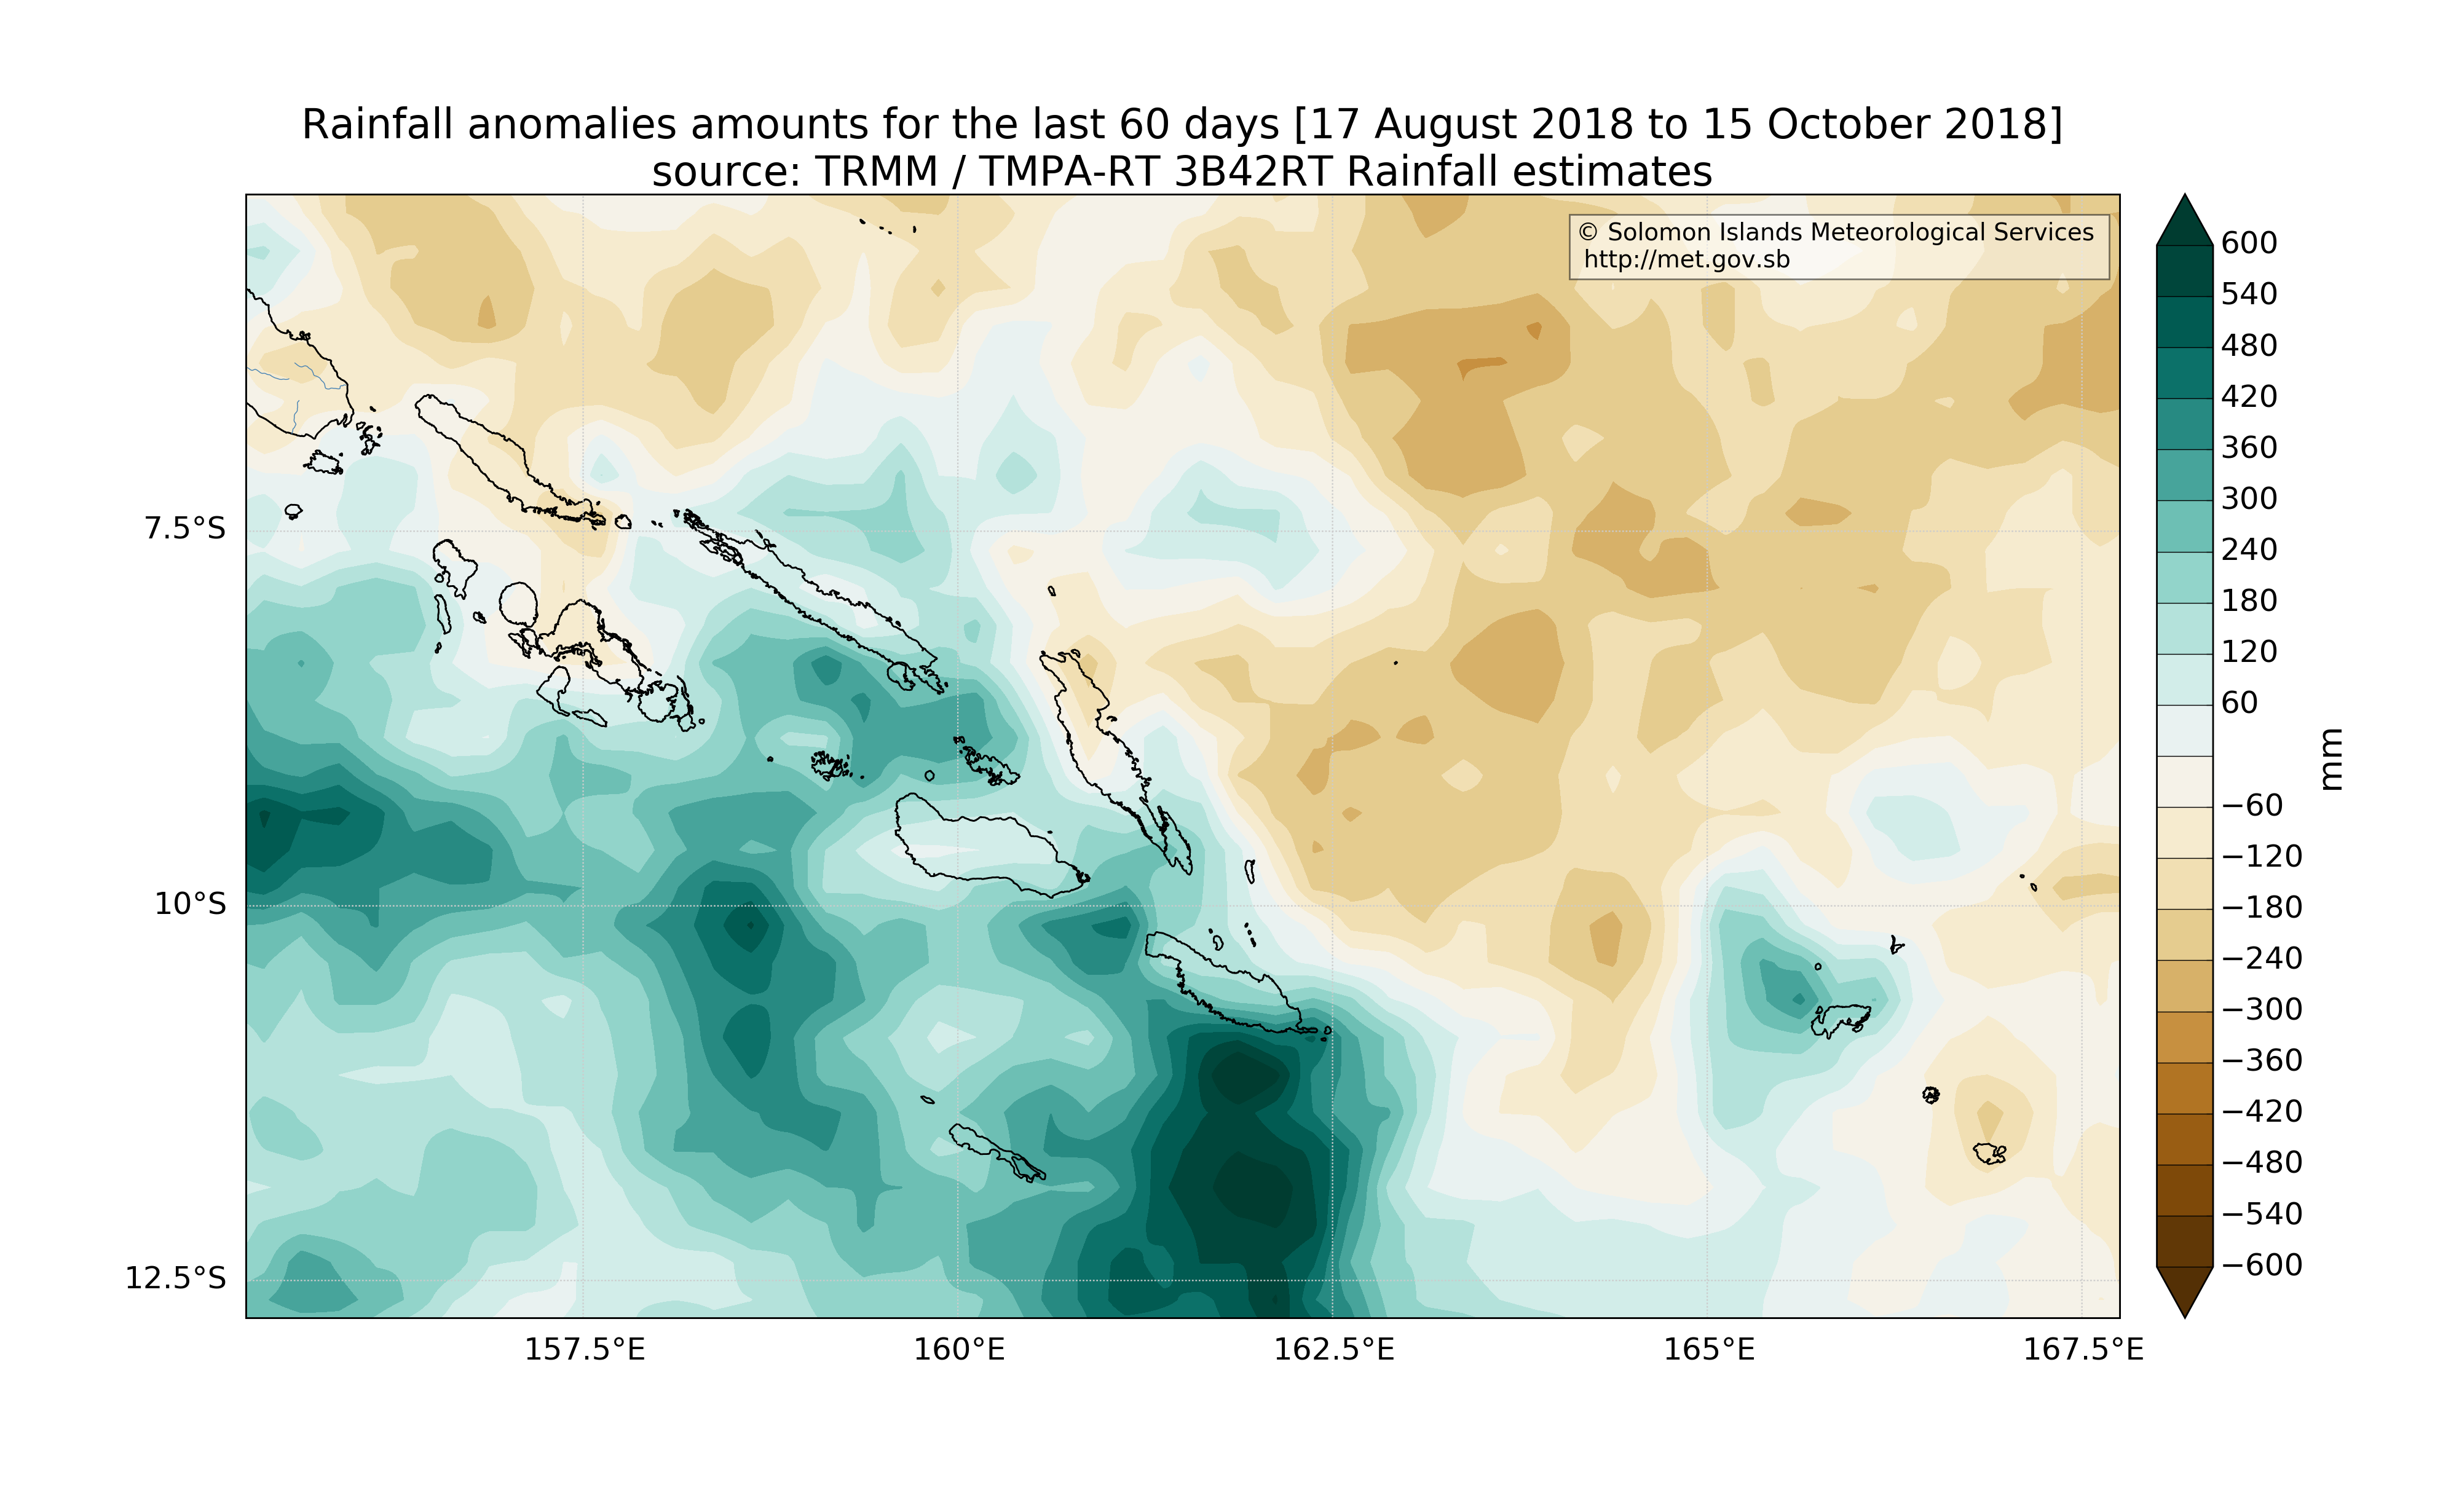 Rainfall anomalies amounts for the last 60 days [17 August 2018 to 15 October 2018]
source: TRMM / TMPA-RT 3B42RT Rainfall estimates
© Solomon Islands Meteorological Services
http://met.gov.sb
7.5°S
10°S
12.5°S
157.5°E
160°E
162.5°E
165°E
167.5°E
600
540
480
420
360
300
240
180
120
60
−60
−120
−180
−240
−300
−360
−420
−480
−540
−600
mm